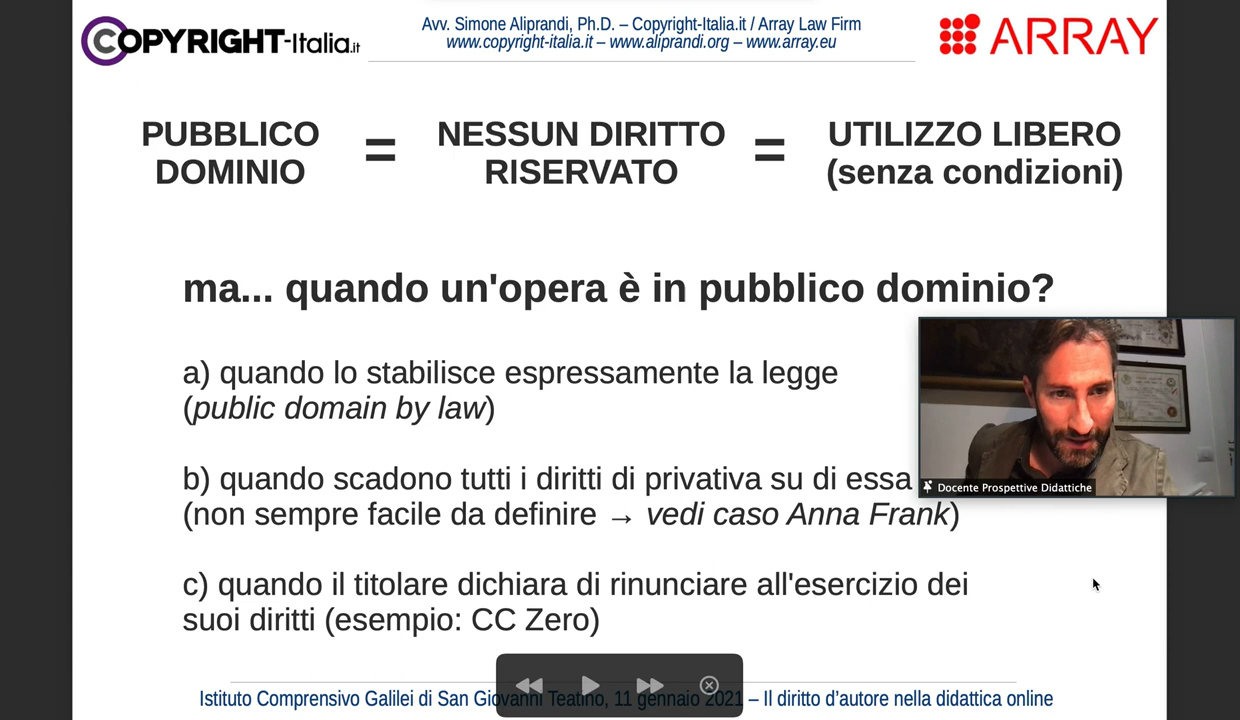 COPYRIGHT-Italia.it
Avv. Simone Aliprandi, Ph.D. – Copyright-Italia.it / Array Law Firm
www.copyright-italia.it – www.aliprandi.org – www.array.eu
ARRAY
PUBBLICO
DOMINIO
=
NESSUN DIRITTO
RISERVATO
=
UTILIZZO LIBERO
(senza condizioni)
ma... quando un'opera è in pubblico dominio?
a) quando lo stabilisce espressamente la legge
(public domain by law)
b) quando scadono tutti i diritti di privativa su di essa
(non sempre facile da definire → vedi caso Anna Frank)
Docente Prospettive Didattiche
c) quando il titolare dichiara di rinunciare all'esercizio dei
suoi diritti (esempio: CC Zero)
Istituto Comprensivo Galilei di San Giovanni Teatino, 11 gennaio 2021 – Il diritto d'autore nella didattica online